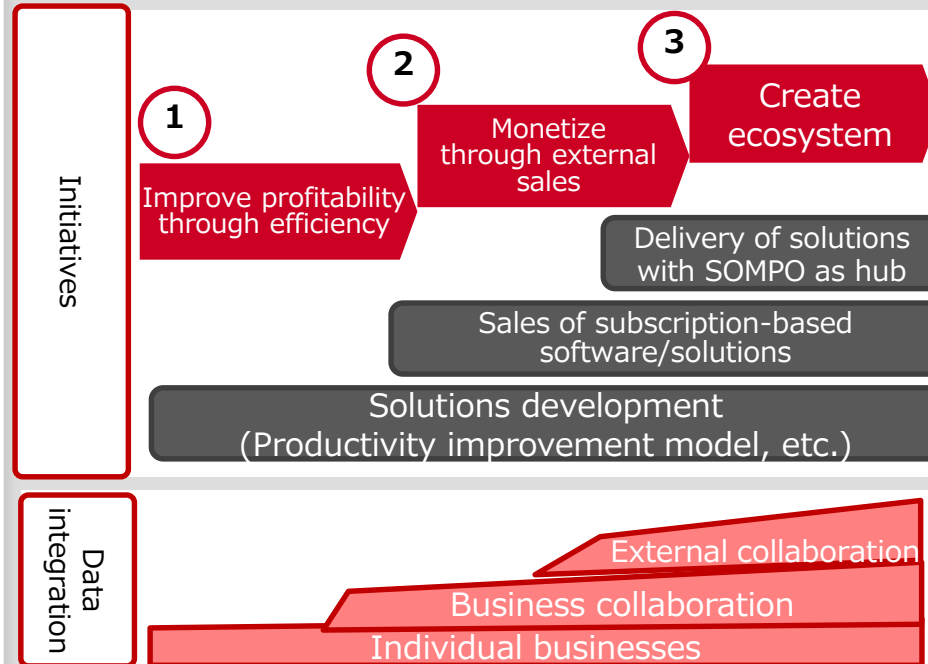 Initiatives
1
Improve profitability
through efficiency
2
Monetize
through external
sales
3
Create
ecosystem
Delivery of solutions
with SOMPO as hub
Sales of subscription-based
software/solutions
Solutions development
(Productivity improvement model, etc.)
Data
integration
External collaboration
Business collaboration
Individual businesses